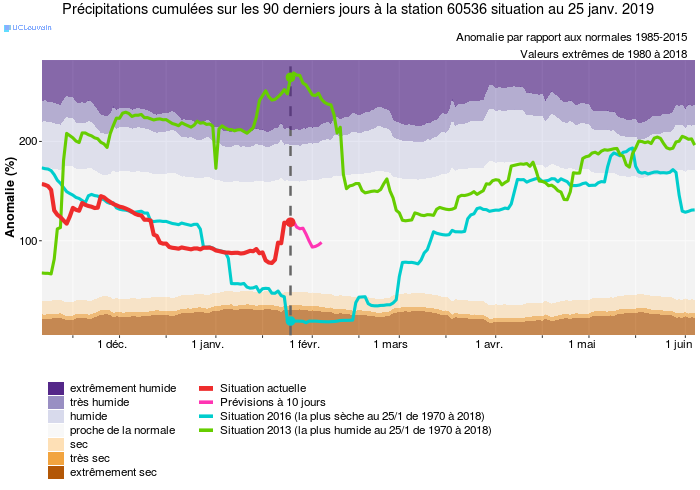 Précipitations cumulées sur les 90 derniers jours à la station 60536 situation au 25 janv. 2019
UCLouvain
Anomalie par rapport aux normales 1985-2015
Valeurs extrêmes de 1980 à 2018
Anomalie (%)
200
100
1 déc.
1 janv.
1 févr.
1 mars
1 avr.
1 mai
1 juin
extrêmement humide
très humide
humide
proche de la normale
sec
très sec
extrêmement sec
Situation actuelle
Prévisions à 10 jours
Situation 2016 (la plus sèche au 25/1 de 1970 à 2018)
Situation 2013 (la plus humide au 25/1 de 1970 à 2018)